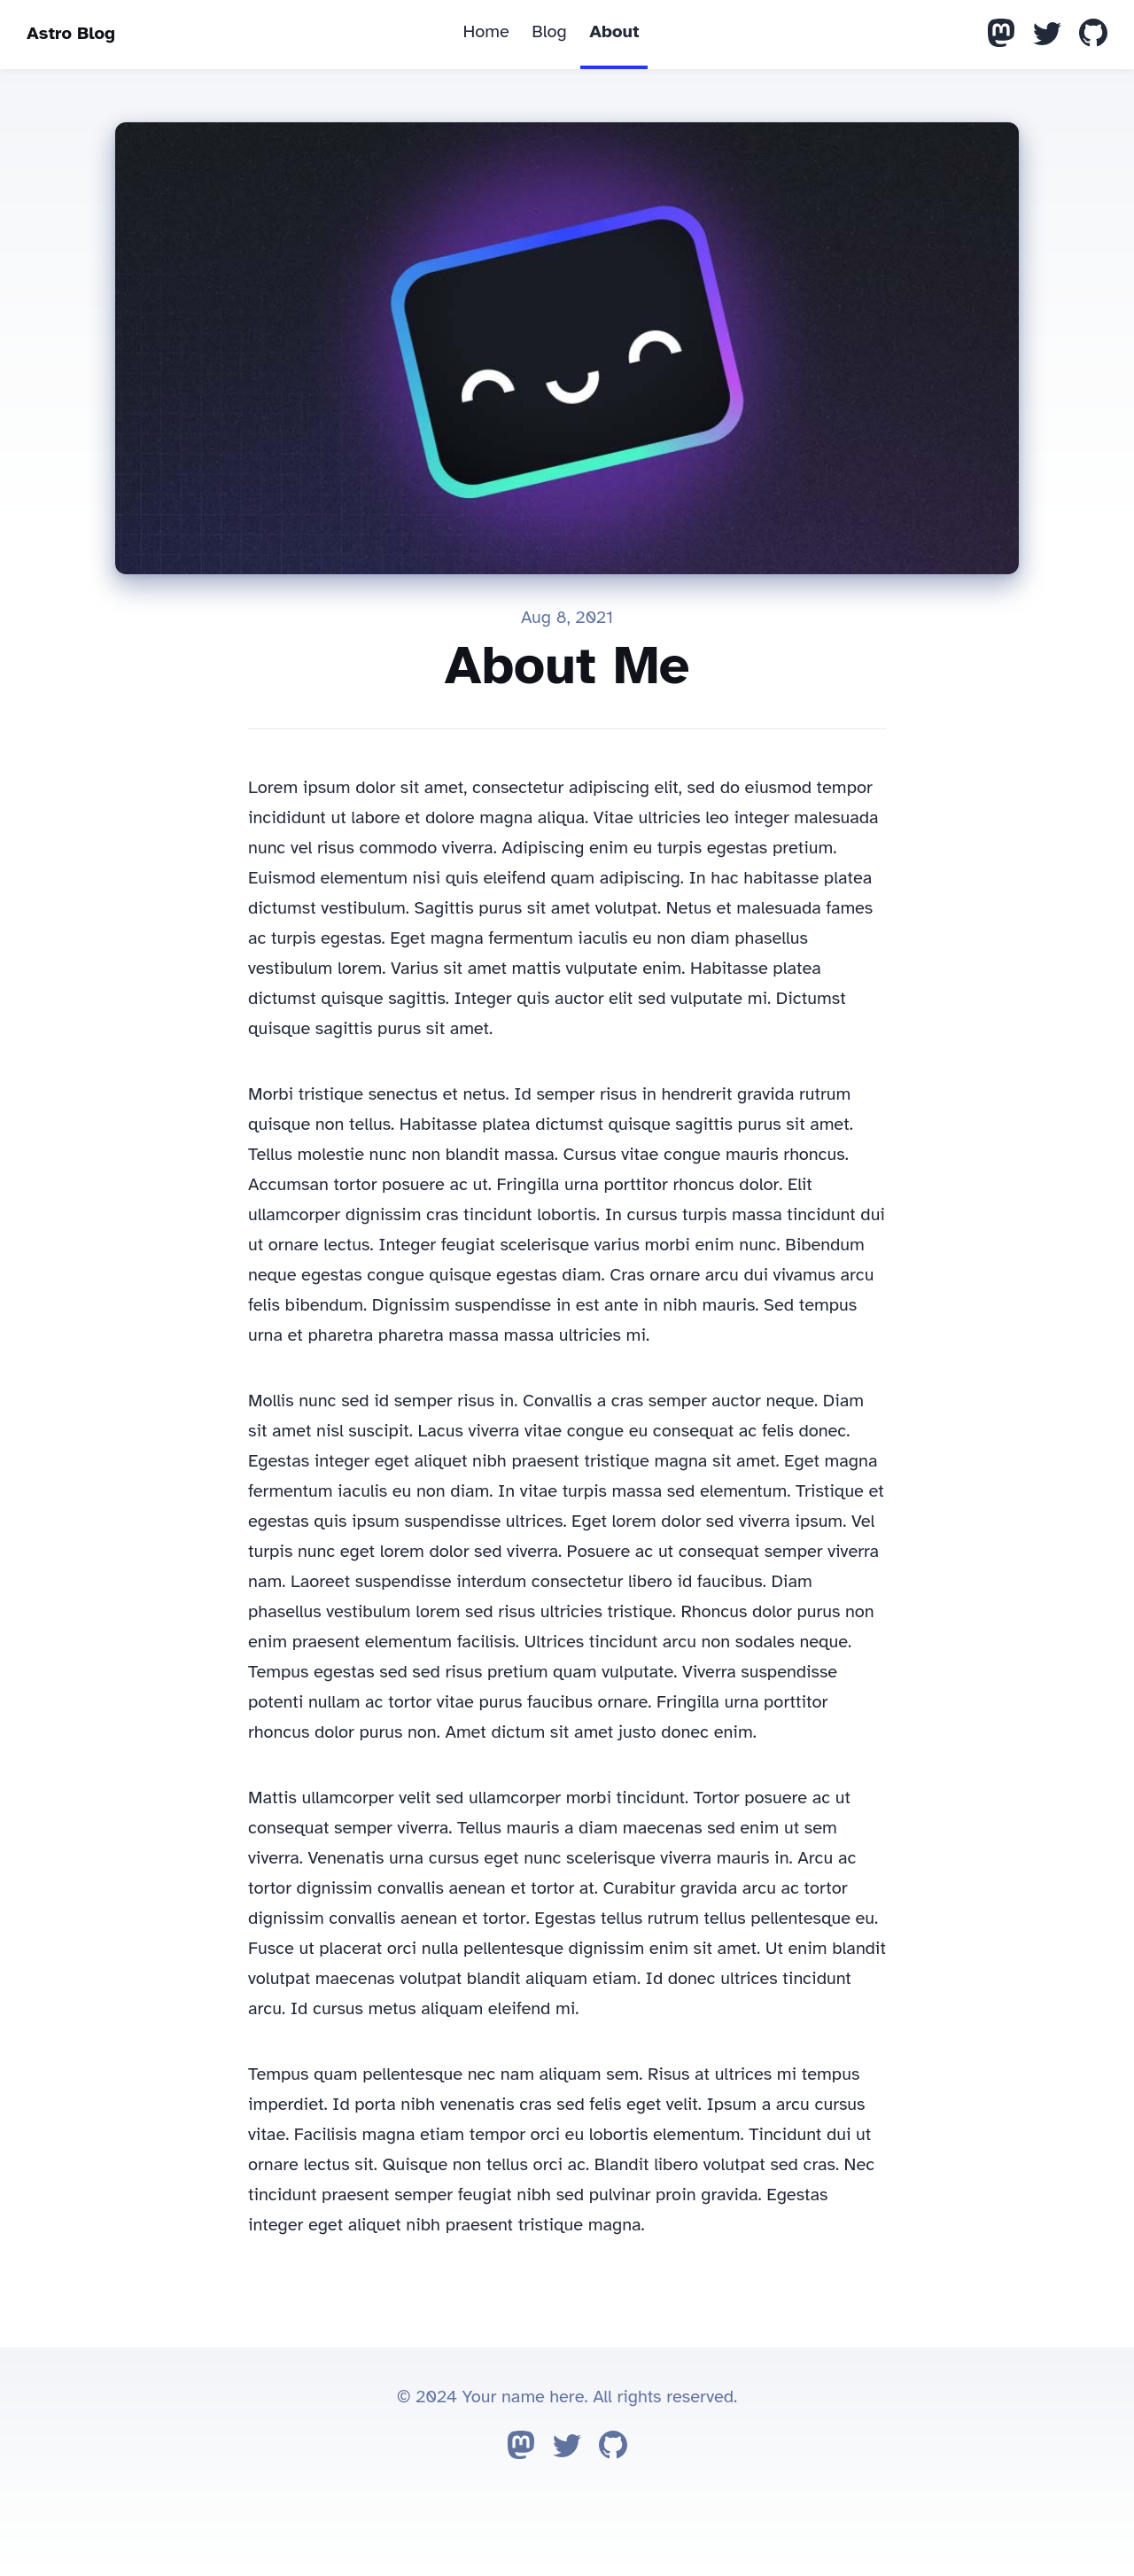 Astro Blog
Home
Blog
About
Aug 8, 2021
About Me
Lorem ipsum dolor sit amet, consectetur adipiscing elit, sed do eiusmod tempor
incididunt ut labore et dolore magna aliqua. Vitae ultricies leo integer malesuada
nunc vel risus commodo viverra. Adipiscing enim eu turpis egestas pretium.
Euismod elementum nisi quis eleifend quam adipiscing. In hac habitasse platea
dictumst vestibulum. Sagittis purus sit amet volutpat. Netus et malesuada fames
ac turpis egestas. Eget magna fermentum iaculis eu non diam phasellus
vestibulum lorem. Varius sit amet mattis vulputate enim. Habitasse platea
dictumst quisque sagittis. Integer quis auctor elit sed vulputate mi. Dictumst
quisque sagittis purus sit amet.
Morbi tristique senectus et netus. Id semper risus in hendrerit gravida rutrum
quisque non tellus. Habitasse platea dictumst quisque sagittis purus sit amet.
Tellus molestie nunc non blandit massa. Cursus vitae congue mauris rhoncus.
Accumsan tortor posuere ac ut. Fringilla urna porttitor rhoncus dolor. Elit
ullamcorper dignissim cras tincidunt lobortis. In cursus turpis massa tincidunt dui
ut ornare lectus. Integer feugiat scelerisque varius morbi enim nunc. Bibendum
neque egestas congue quisque egestas diam. Cras ornare arcu dui vivamus arcu
felis bibendum. Dignissim suspendisse in est ante in nibh mauris. Sed tempus
urna et pharetra pharetra massa massa ultricies mi.
Mollis nunc sed id semper risus in. Convallis a cras semper auctor neque. Diam
sit amet nisl suscipit. Lacus viverra vitae congue eu consequat ac felis donec.
Egestas integer eget aliquet nibh praesent tristique magna sit amet. Eget magna
fermentum iaculis eu non diam. In vitae turpis massa sed elementum. Tristique et
egestas quis ipsum suspendisse ultrices. Eget lorem dolor sed viverra ipsum. Vel
turpis nunc eget lorem dolor sed viverra. Posuere ac ut consequat semper viverra
nam. Laoreet suspendisse interdum consectetur libero id faucibus. Diam
phasellus vestibulum lorem sed risus ultricies tristique. Rhoncus dolor purus non
enim praesent elementum facilisis. Ultrices tincidunt arcu non sodales neque.
Tempus egestas sed sed risus pretium quam vulputate. Viverra suspendisse
potenti nullam ac tortor vitae purus faucibus ornare. Fringilla urna porttitor
rhoncus dolor purus non. Amet dictum sit amet justo donec enim.
Mattis ullamcorper velit sed ullamcorper morbi tincidunt. Tortor posuere ac ut
consequat semper viverra. Tellus mauris a diam maecenas sed enim ut sem
viverra. Venenatis urna cursus eget nunc scelerisque viverra mauris in. Arcu ac
tortor dignissim convallis aenean et tortor at. Curabitur gravida arcu ac tortor
dignissim convallis aenean et tortor. Egestas tellus rutrum tellus pellentesque eu.
Fusce ut placerat orci nulla pellentesque dignissim enim sit amet. Ut enim blandit
volutpat maecenas volutpat blandit aliquam etiam. Id donec ultrices tincidunt
arcu. Id cursus metus aliquam eleifend mi.
Tempus quam pellentesque nec nam aliquam sem. Risus at ultrices mi tempus
imperdiet. Id porta nibh venenatis cras sed felis eget velit. Ipsum a arcu cursus
vitae. Facilisis magna etiam tempor orci eu lobortis elementum. Tincidunt dui ut
ornare lectus sit. Quisque non tellus orci ac. Blandit libero volutpat sed cras. Nec
tincidunt praesent semper feugiat nibh sed pulvinar proin gravida. Egestas
integer eget aliquet nibh praesent tristique magna.
© 2024 Your name here. All rights reserved.